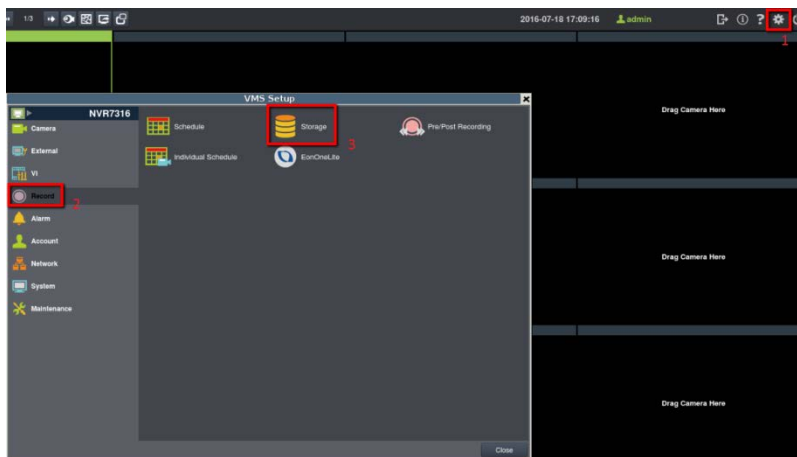 1/3
2016-07-18 17:09:16 admin
?
1
VMS Setup
NVR7316
Camera
External
VI
Record
2
Alarm
Account
Network
System
Maintenance
Schedule
Storage
3
Pre/Post Recording
Individual Schedule
EonOneLite
Close
Drag Camera Here
Drag Camera Here
Drag Camera Here